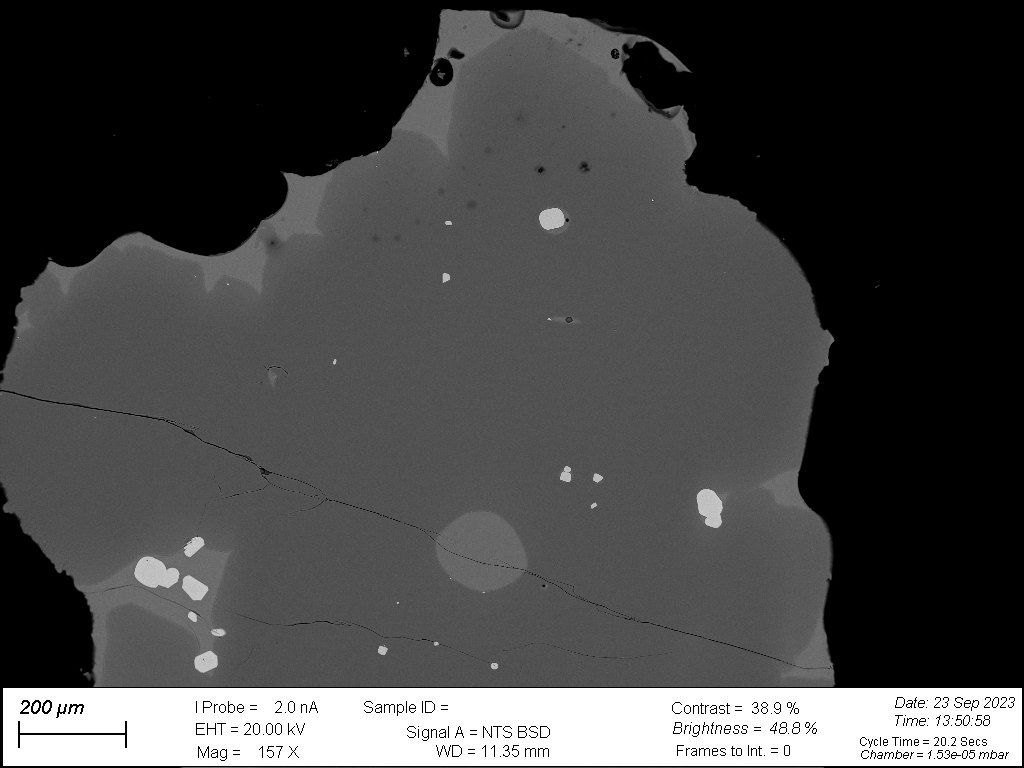 200 µm
I Probe = 2.0 nA
EHT = 20.00 kV
Mag = 157 X
Sample ID =
Signal A = NTS BSD
WD = 11.35 mm
Contrast = 38.9 %
Brightness = 48.8 %
Frames to Int. = 0
Date: 23 Sep 2023
Time: 13:50:58
Cycle Time = 20.2 Secs
Chamber = 1.53e-05 mbar